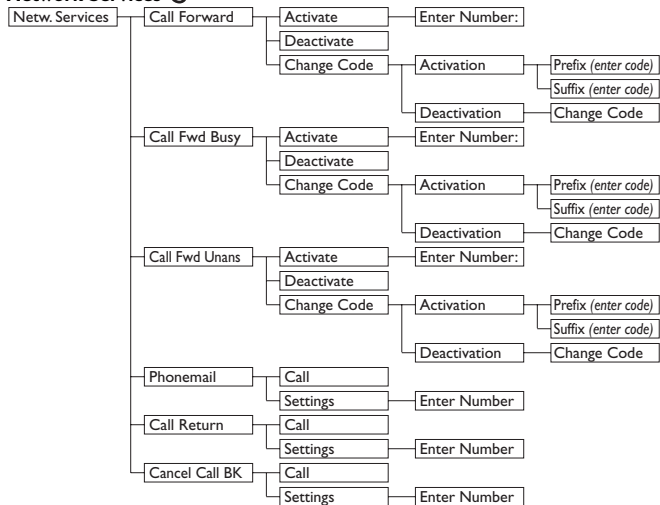 Netw. Services Call Forward Activate Enter Number:
Deactivate
Change Code Activation Prefix (enter code)
Suffix (enter code)
Deactivation Change Code
Call Fwd Busy Activate Enter Number:
Deactivate
Change Code Activation Prefix (enter code)
Suffix (enter code)
Deactivation Change Code
Call Fwd Unans Activate Enter Number:
Deactivate
Change Code Activation Prefix (enter code)
Suffix (enter code)
Deactivation Change Code
Phonemail Call
Settings Enter Number
Call Return Call
Settings Enter Number
Cancel Call BK Call
Settings Enter Number